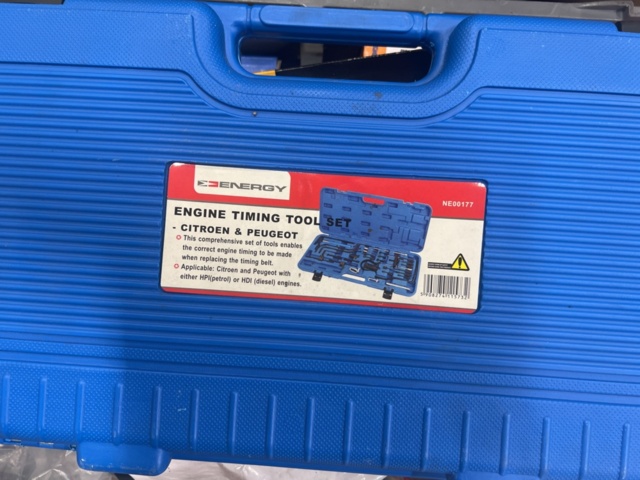 ENERGY
NE00177
ENGINE TIMING TOOL SET
- CITROEN & PEUGEOT
This comprehensive set of tools enables
the correct engine timing to be made
when replacing the timing belt.
Applicable: Citroen and Peugeot with
either HPI(petrol) or HDI (diesel) engines.